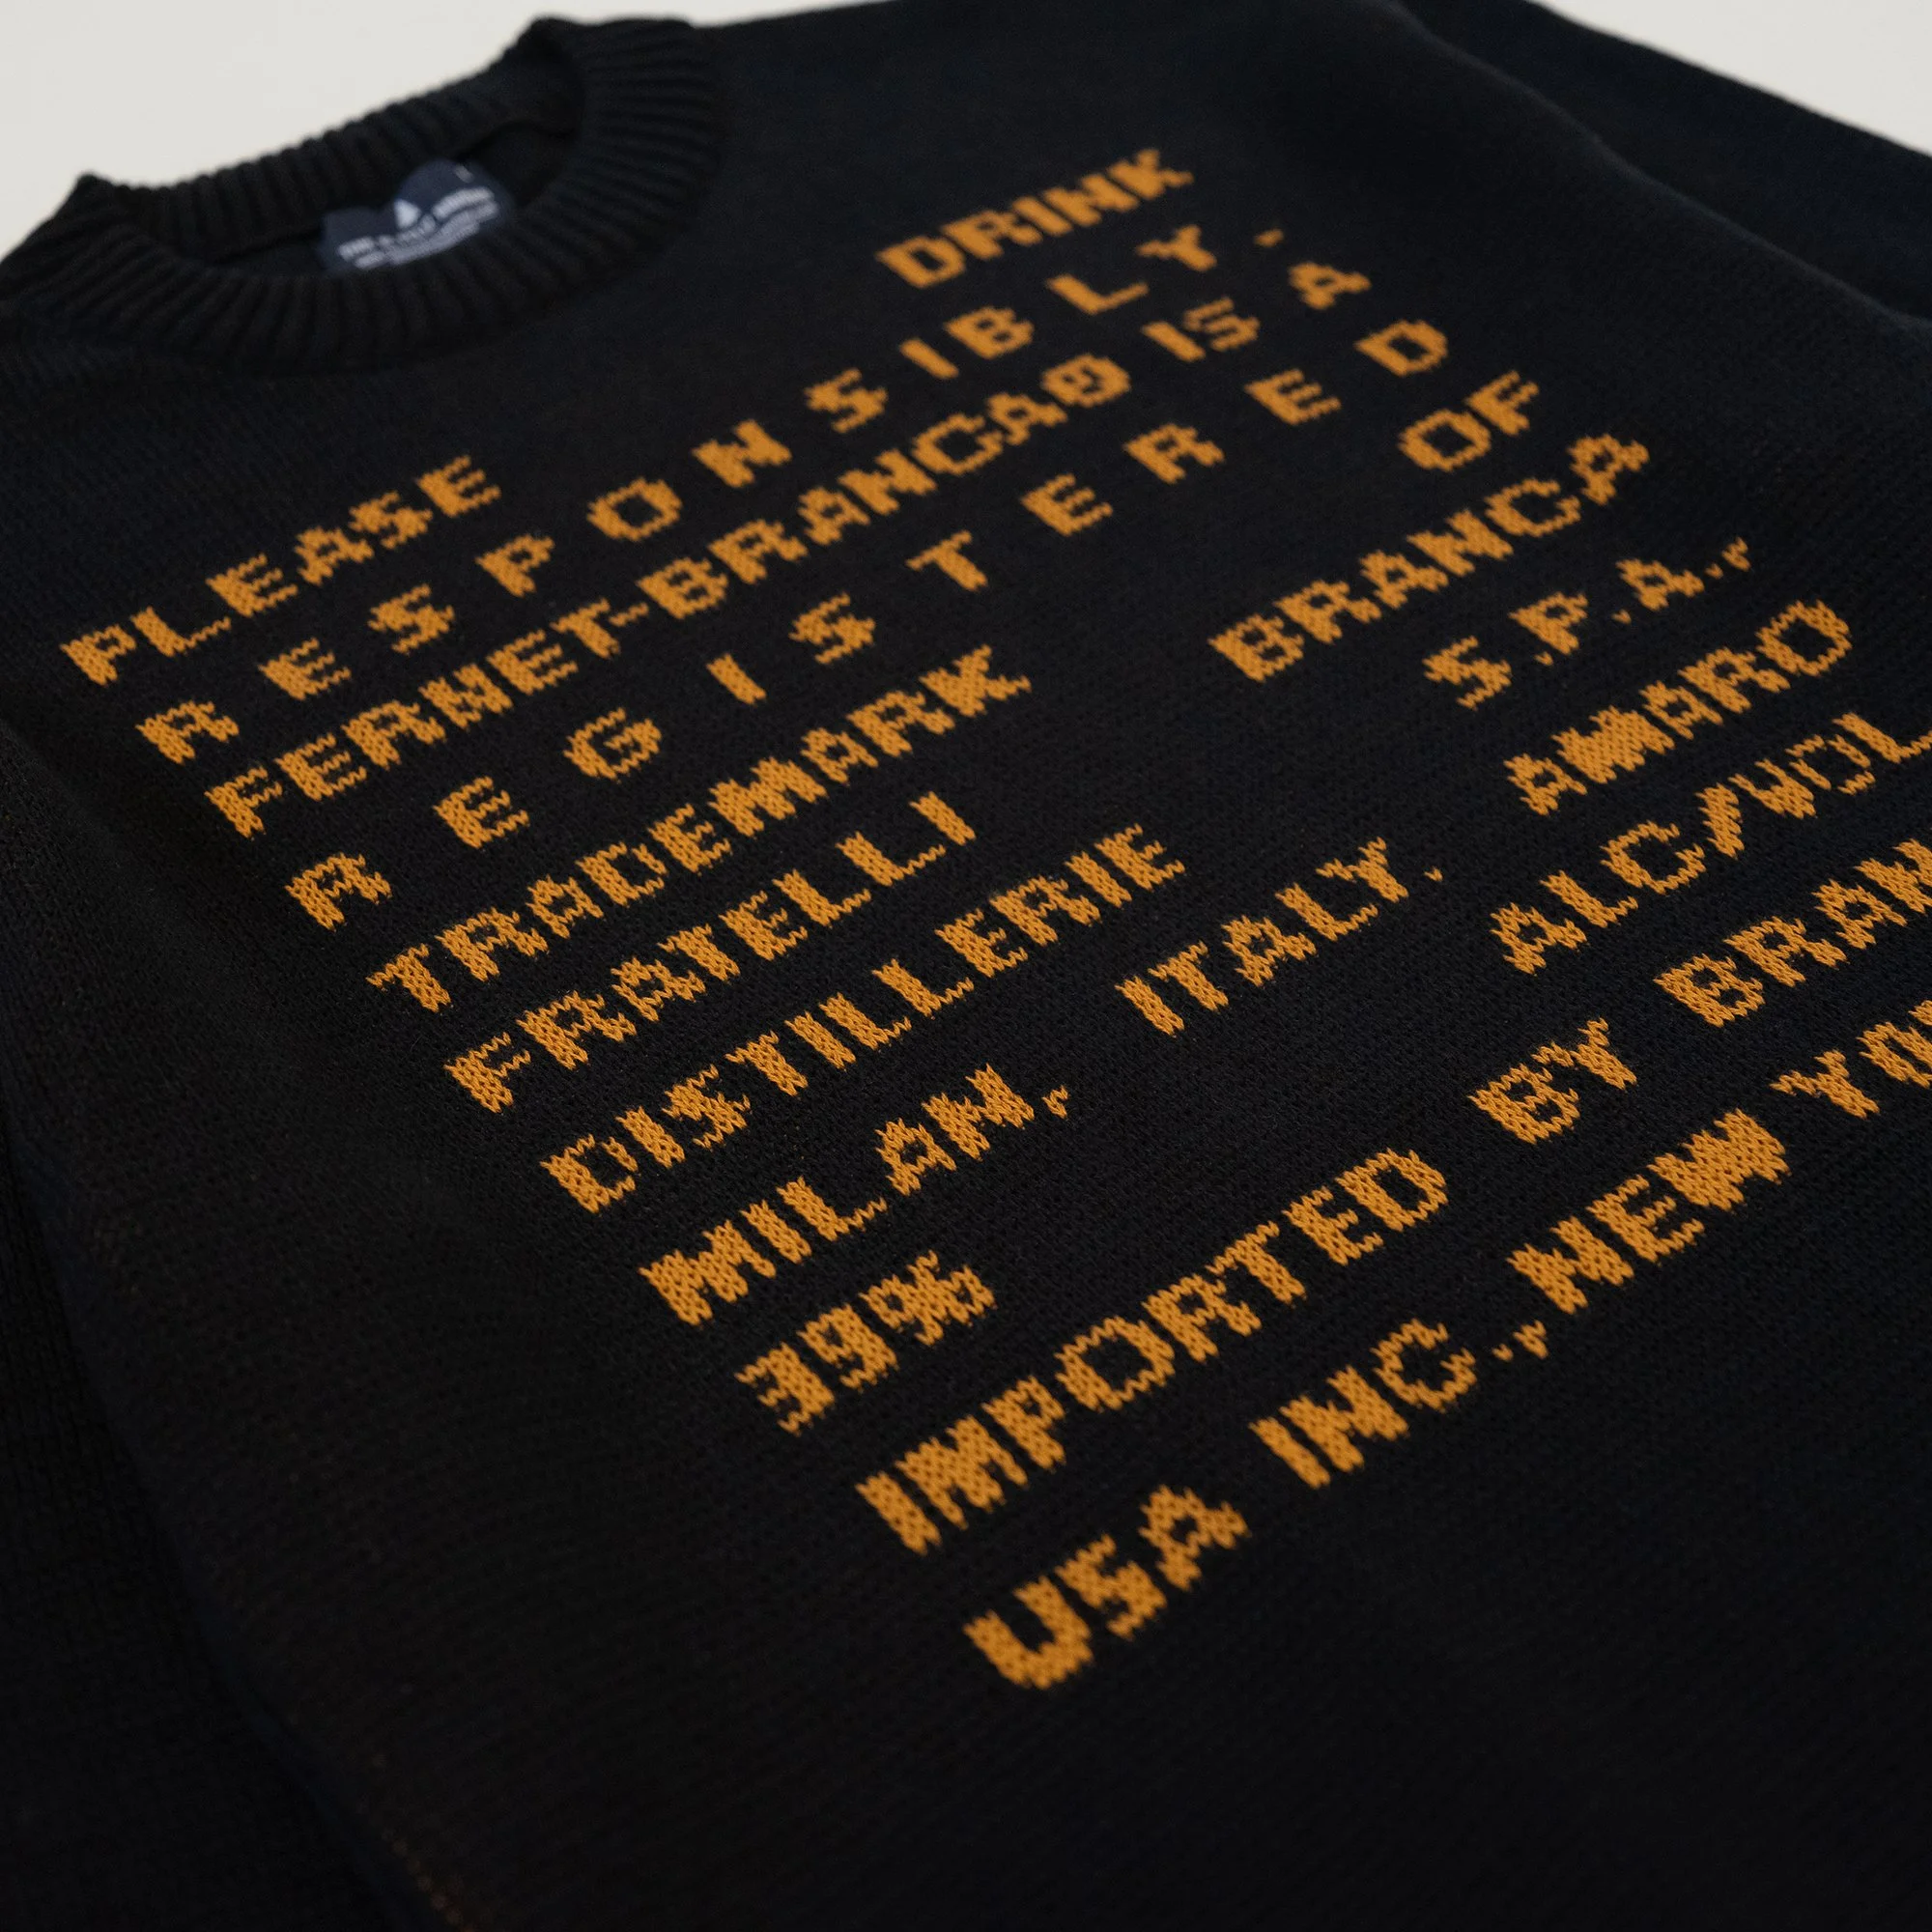 PLEASE DRINK
RESPONSIBLY.
FERNET-BRANCA® IS A
REGISTERED
TRADEMARK OF
FRATELLI BRANCA
DISTILLERIE S.P.A.,
MILAN, ITALY. AMARO
39% ALC/VOL
IMPORTED BY BRAN
USA INC., NEW YO